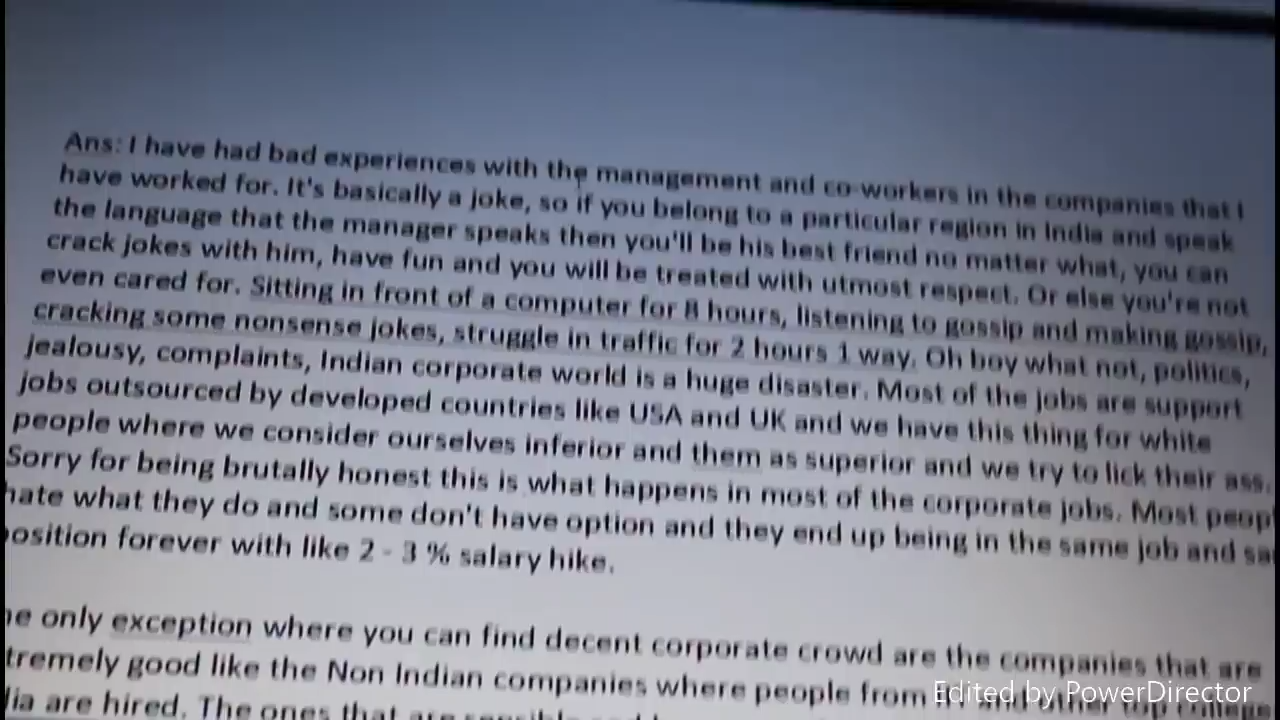 Ans: I have had bad experiences with the management and co-workers in the companies that I
have worked for. It's basically a joke, so if you belong to a particular region in India and speak
the language that the manager speaks then you'll be his best friend no matter what, you can
crack jokes with him, have fun and you will be treated with utmost respect. Or else you're not
even cared for. Sitting in front of a computer for 8 hours, listening to gossip and making gossip,
cracking some nonsense jokes, struggle in traffic for 2 hours 1 way. Oh boy what not, politics,
jealousy, complaints, Indian corporate world is a huge disaster. Most of the jobs are support
jobs outsourced by developed countries like USA and UK and we have this thing for white
people where we consider ourselves inferior and them as superior and we try to lick their ass.
Sorry for being brutally honest this is what happens in most of the corporate jobs. Most peopl
hate what they do and some don't have option and they end up being in the same job and sa
osition forever with like 2 - 3 % salary hike.
he only exception where you can find decent corporate crowd are the companies that are
tremely good like the Non Indian companies where people from and other top college
dia are hired. The ones that are
Edited by PowerDirector